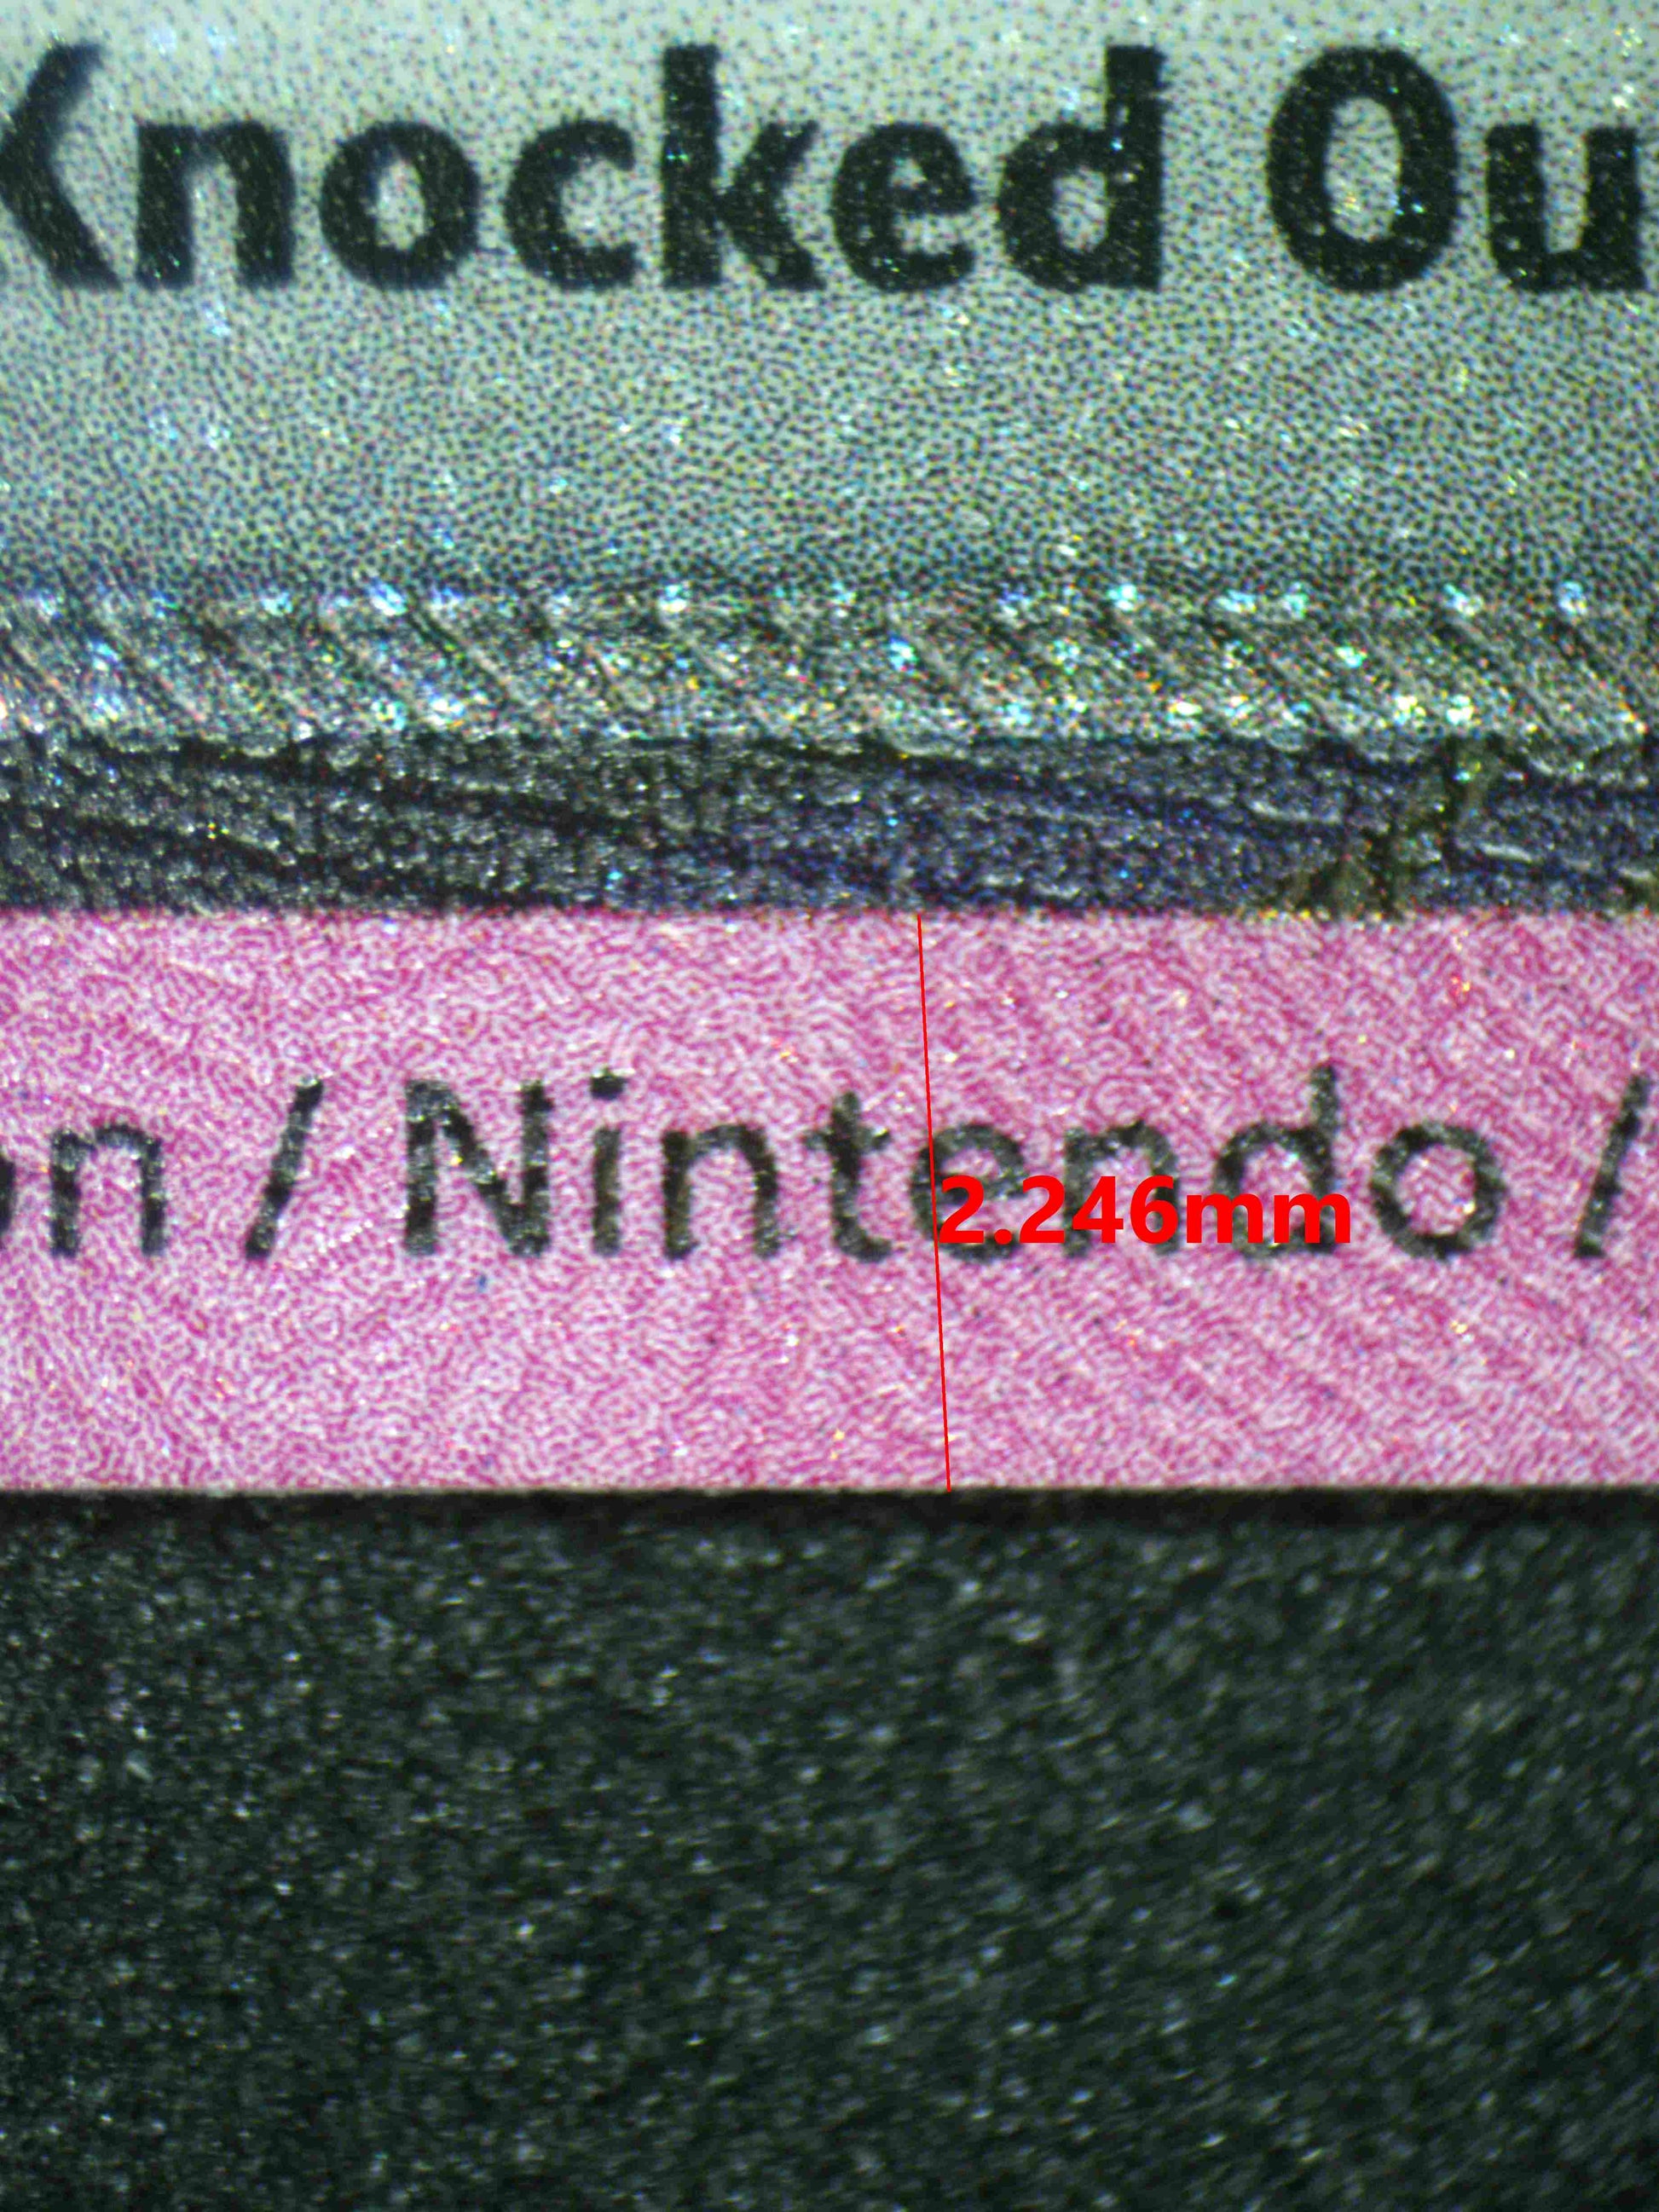 Knocked Ou
n / Nintendo /
2.246mm